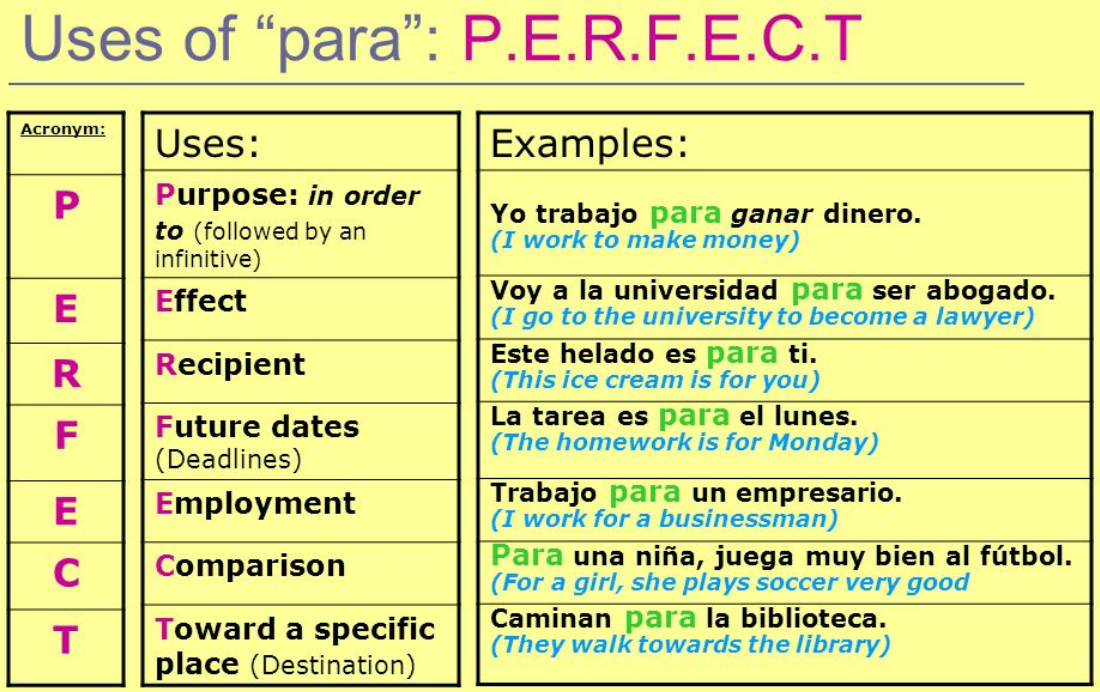 Uses of “para”: P.E.R.F.E.C.T
Acronym:
P
E
R
F
E
C
T
Uses:
Purpose: in order
to (followed by an
infinitive)
Effect
Recipient
Future dates
(Deadlines)
Employment
Comparison
Toward a specific
place (Destination)
Examples:
Yo trabajo para ganar dinero.
(I work to make money)
Voy a la universidad para ser abogado.
(I go to the university to become a lawyer)
Este helado es para ti.
(This ice cream is for you)
La tarea es para el lunes.
(The homework is for Monday)
Trabajo para un empresario.
(I work for a businessman)
Para una niña, juega muy bien al fútbol.
(For a girl, she plays soccer very good
Caminan para la biblioteca.
(They walk towards the library)